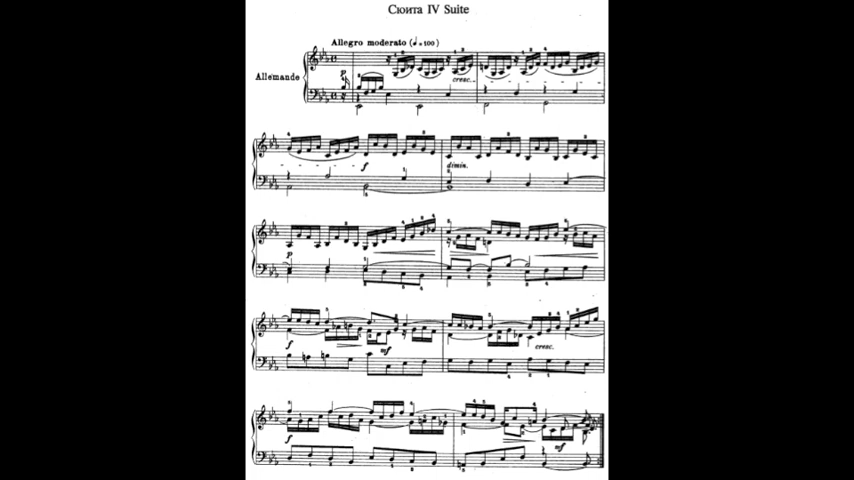 Сюита IV Suite
Allegro moderato (♩=100)
Allemande
p
cresc.
f
dimin.
p
f
mf
cresc.
f
mf